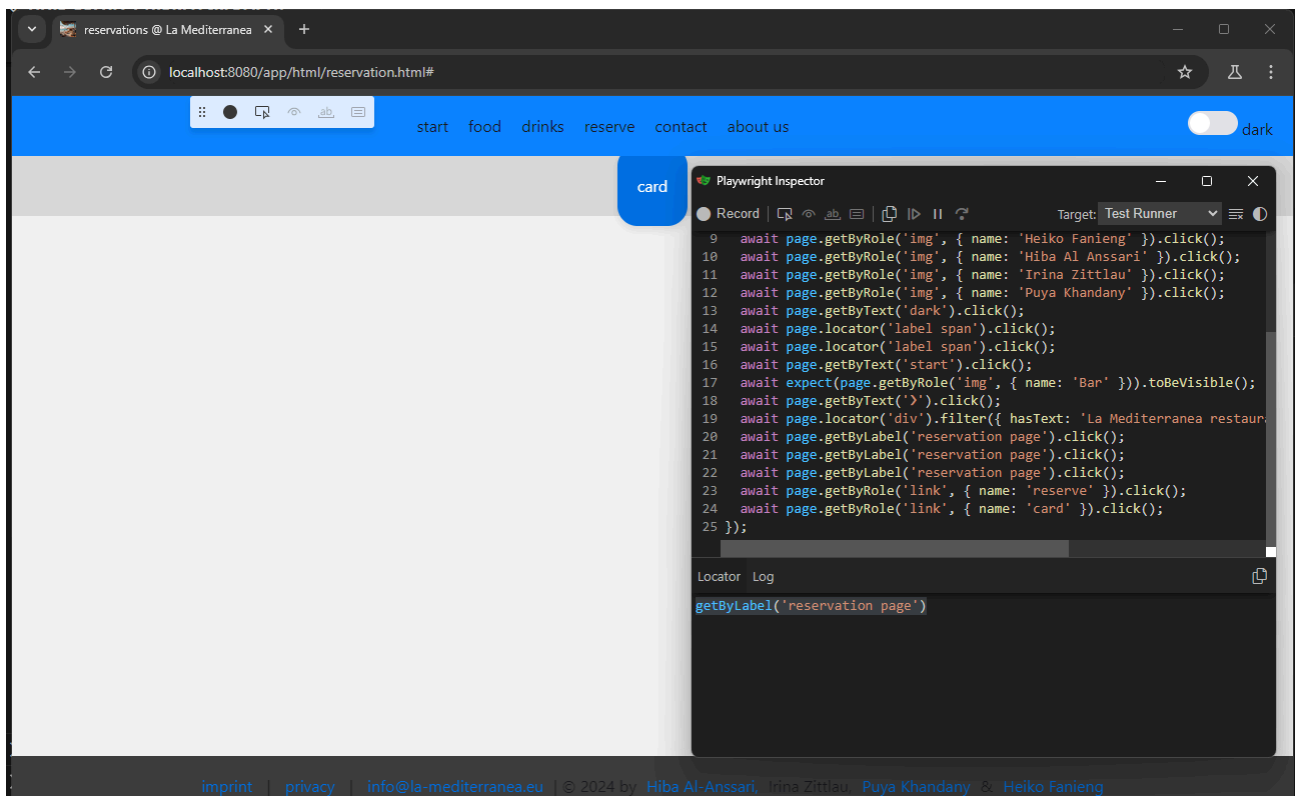 reservations @ La Mediterranea
localhost:8080/app/html/reservation.html#
start food drinks reserve contact about us
dark
card
Playwright Inspector
Record
Target: Test Runner
9 await page.getByRole('img', { name: 'Heiko Fanieng' }).click();
10 await page.getByRole('img', { name: 'Hiba Al Anssari' }).click();
11 await page.getByRole('img', { name: 'Irina Zittlau' }).click();
12 await page.getByRole('img', { name: 'Puya Khandany' }).click();
13 await page.getByText('dark').click();
14 await page.locator('label span').click();
15 await page.locator('label span').click();
16 await page.getByText('start').click();
17 await expect(page.getByRole('img', { name: 'Bar' })).toBeVisible();
18 await page.getByText('❯').click();
19 await page.locator('div').filter({ hasText: 'La Mediterranea restaur
20 await page.getByLabel('reservation page').click();
21 await page.getByLabel('reservation page').click();
22 await page.getByLabel('reservation page').click();
23 await page.getByRole('link', { name: 'reserve' }).click();
24 await page.getByRole('link', { name: 'card' }).click();
25 });
Locator Log
getByLabel('reservation page')
imprint | privacy | info@la-mediterranea.eu | © 2024 by Hiba Al-Anssari, Irina Zittlau, Puya Khandany & Heiko Fanieng